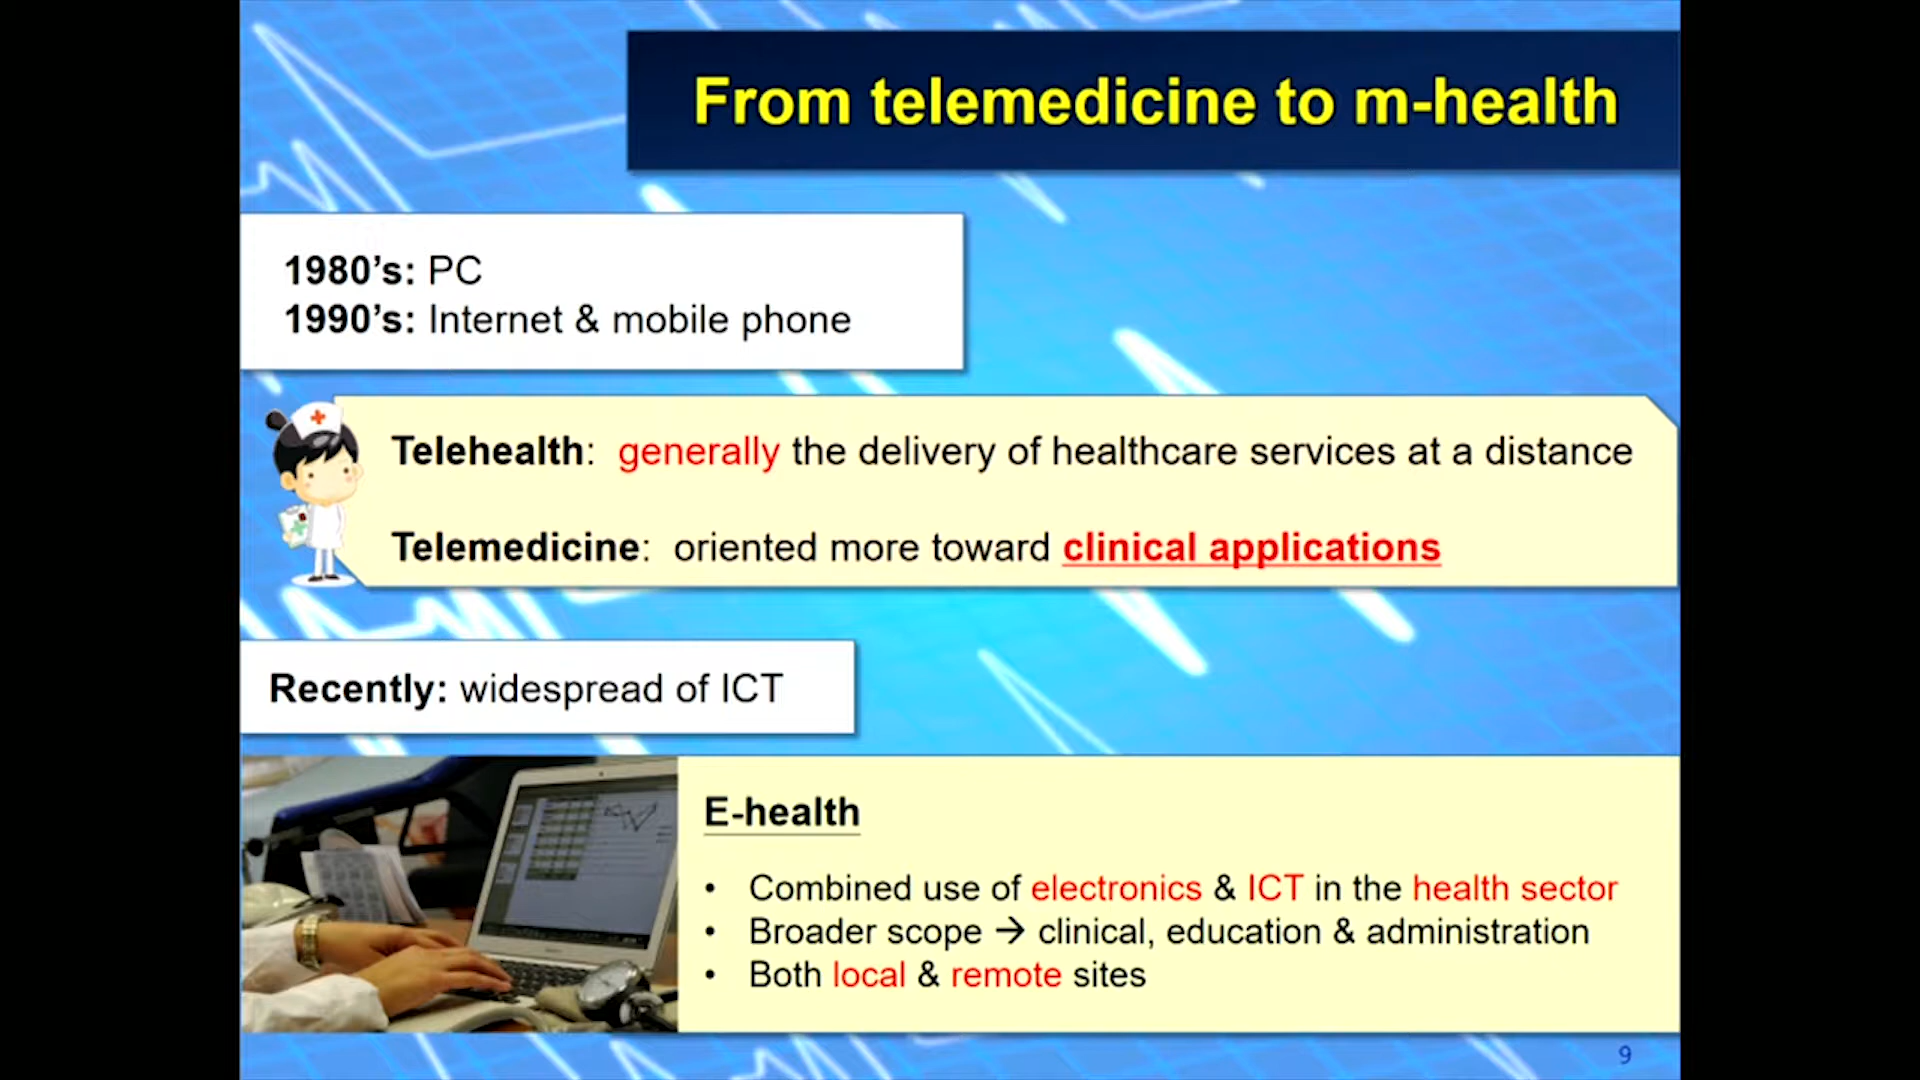 From telemedicine to m-health
1980’s: PC
1990’s: Internet & mobile phone
Telehealth: generally the delivery of healthcare services at a distance
Telemedicine: oriented more toward clinical applications
Recently: widespread of ICT
E-health
• Combined use of electronics & ICT in the health sector
• Broader scope → clinical, education & administration
• Both local & remote sites
9